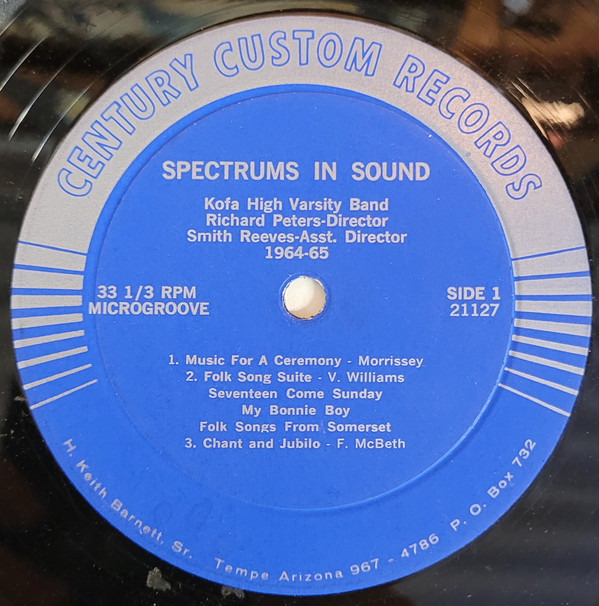 CENTURY CUSTOM RECORDS
SPECTRUMS IN SOUND
Kofa High Varsity Band
Richard Peters-Director
Smith Reeves-Asst. Director
1964-65
33 1/3 RPM
MICROGROOVE
SIDE 1
21127
1. Music For A Ceremony - Morrissey
2. Folk Song Suite - V. Williams
Seventeen Come Sunday
My Bonnie Boy
Folk Songs From Somerset
3. Chant and Jubilo - F. McBeth
H. Keith Barnett, Sr. Tempe Arizona 967 - 4786 P. O. Box 732